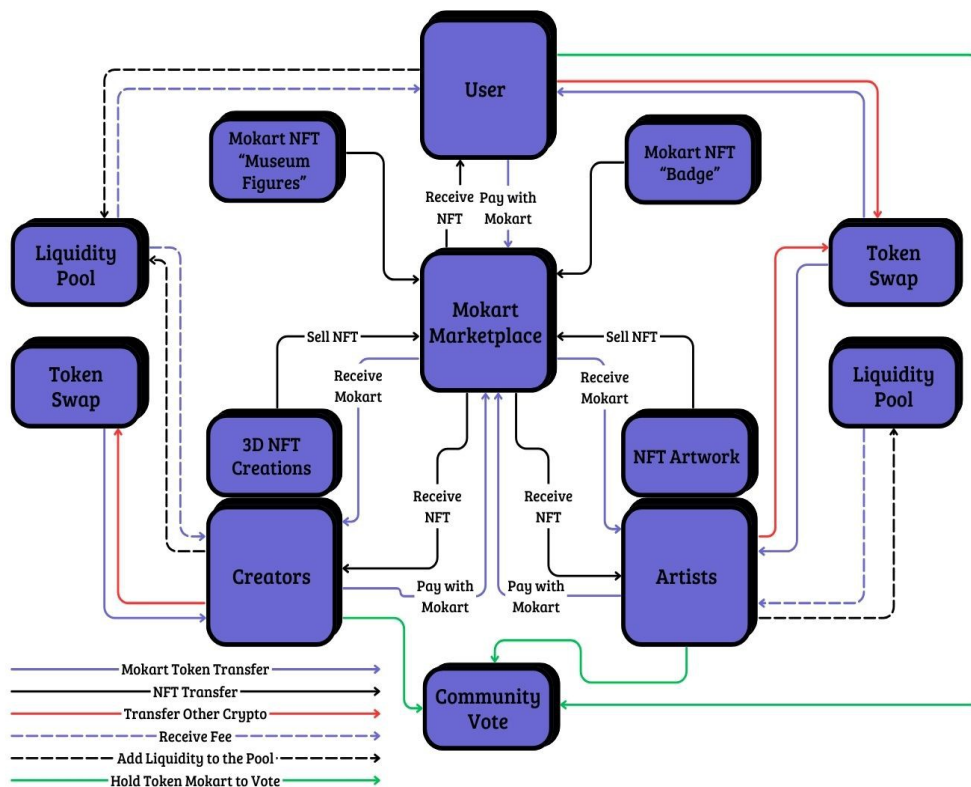 User
Mokart NFT
“Museum
Figures”
Mokart NFT
“Badge”
Receive
NFT
Pay with
Mokart
Liquidity
Pool
Token
Swap
Mokart
Marketplace
Sell NFT
Sell NFT
Token
Swap
Receive
Mokart
Receive
Mokart
Liquidity
Pool
3D NFT
Creations
NFT Artwork
Receive
NFT
Receive
NFT
Creators
Artists
Pay with
Mokart
Pay with
Mokart
Community
Vote
Mokart Token Transfer
NFT Transfer
Transfer Other Crypto
Receive Fee
Add Liquidity to the Pool
Hold Token Mokart to Vote